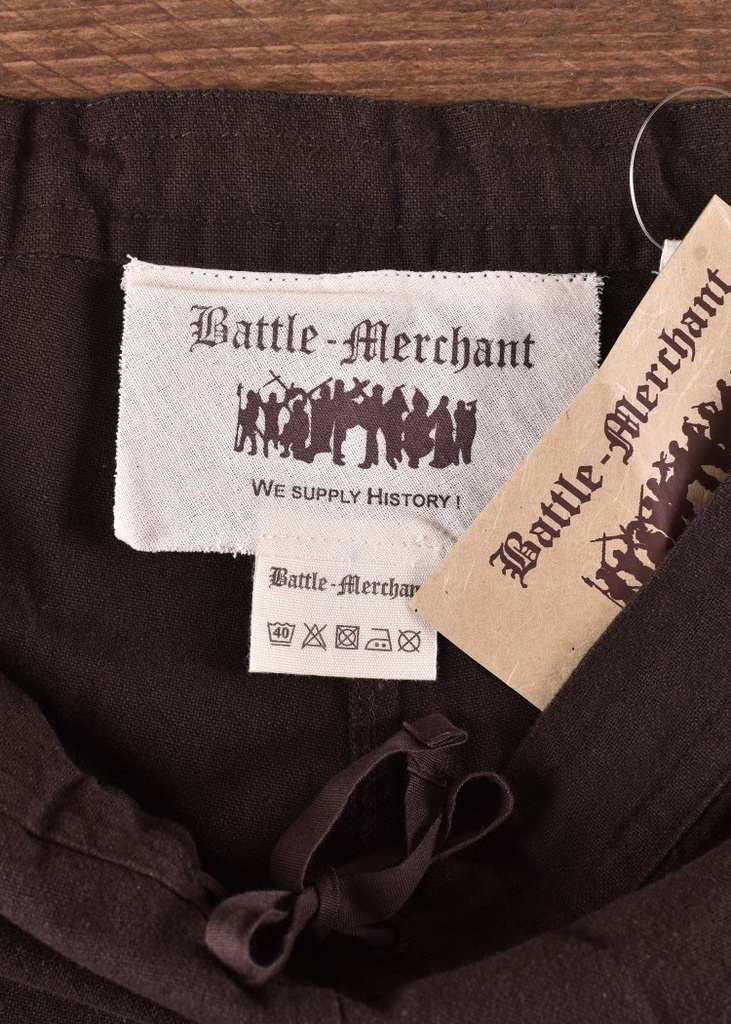 Battle-Merchant
WE SUPPLY HISTORY !
Battle-Merchan
40
Battle-Merchant